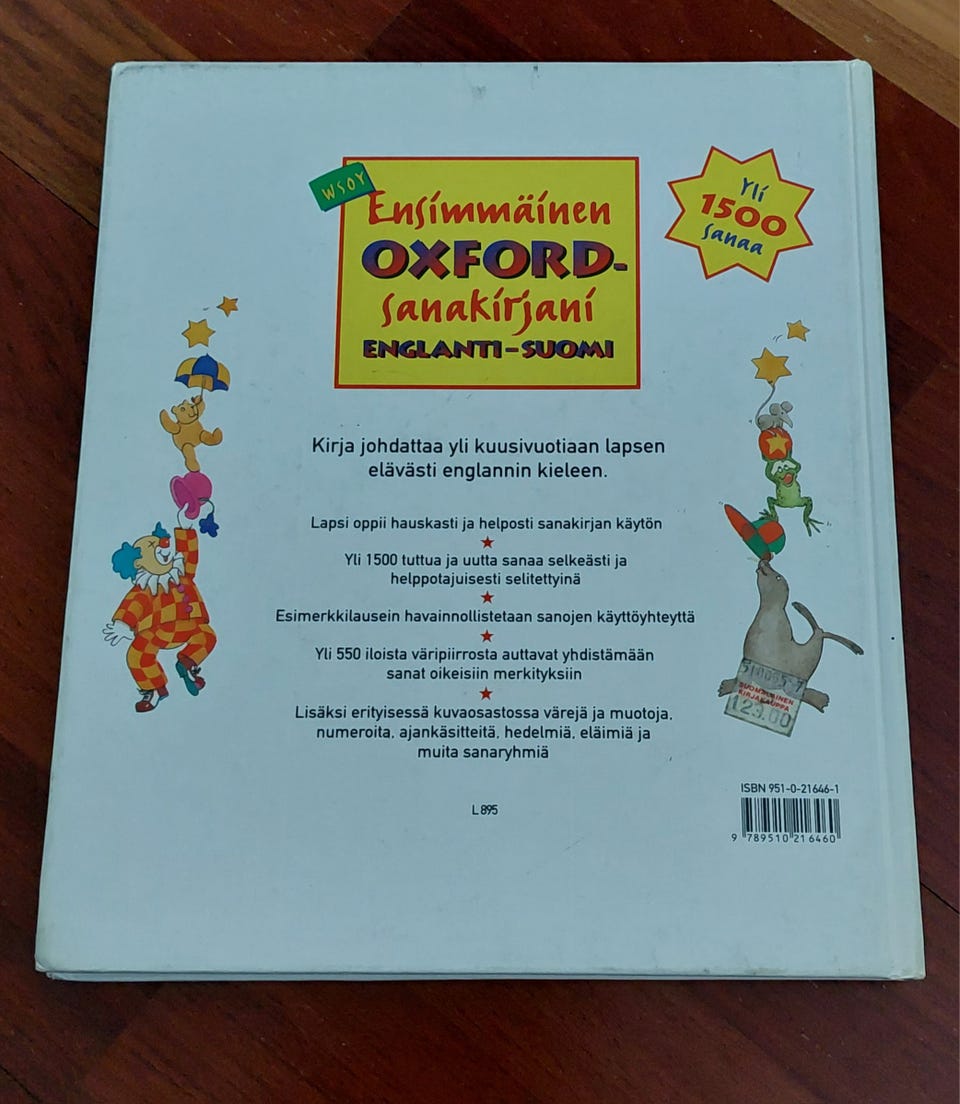 WSOY
Ensimmäinen
OXFORD-
sanakirjani
ENGLANTI-SUOMI
Yli
1500
sanaa
Kirja johdattaa yli kuusivuotiaan lapsen
elävästi englannin kieleen.
Lapsi oppii hauskasti ja helposti sanakirjan käytön
Yli 1500 tuttua ja uutta sanaa selkeästi ja
helppotajuisesti selitettyinä
Esimerkkilausein havainnollistetaan sanojen käyttöyhteyttä
Yli 550 iloista väripiirrosta auttavat yhdistämään
sanat oikeisiin merkityksiin
Lisäksi erityisessä kuvaosastossa värejä ja muotoja,
numeroita, ajankäsitteitä, hedelmiä, eläimiä ja
muita sanaryhmiä
SUOMALAINEN
KIRJAKAUPPA
123.00
L 895
ISBN 951-0-21646-1
9 789510 216460